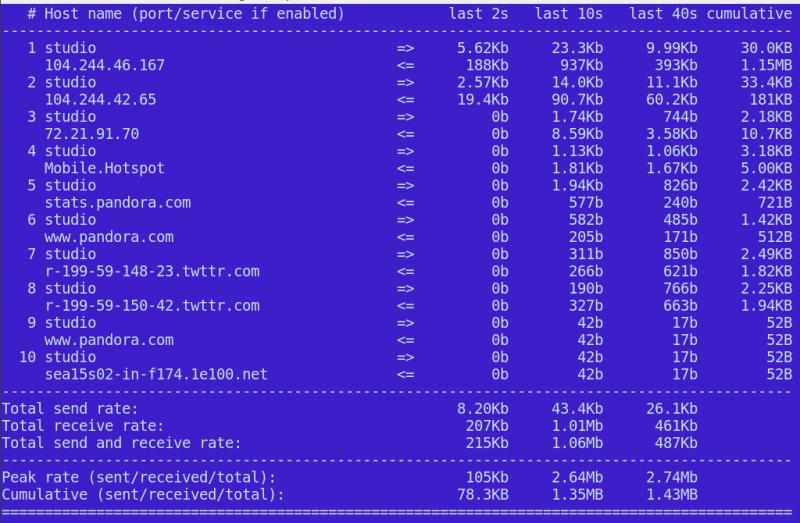 # Host name (port/service if enabled) last 2s last 10s last 40s cumulative
--------------------------------------------------------------------------------------------
1 studio => 5.62Kb 23.3Kb 9.99Kb 30.0KB
104.244.46.167 <= 188Kb 937Kb 393Kb 1.15MB
2 studio => 2.57Kb 14.0Kb 11.1Kb 33.4KB
104.244.42.65 <= 19.4Kb 90.7Kb 60.2Kb 181KB
3 studio => 0b 1.74Kb 744b 2.18KB
72.21.91.70 <= 0b 8.59Kb 3.58Kb 10.7KB
4 studio => 0b 1.13Kb 1.06Kb 3.18KB
Mobile.Hotspot <= 0b 1.81Kb 1.67Kb 5.00KB
5 studio => 0b 1.94Kb 826b 2.42KB
stats.pandora.com <= 0b 577b 240b 721B
6 studio => 0b 582b 485b 1.42KB
www.pandora.com <= 0b 205b 171b 512B
7 studio => 0b 311b 850b 2.49KB
r-199-59-148-23.twttr.com <= 0b 266b 621b 1.82KB
8 studio => 0b 190b 766b 2.25KB
r-199-59-150-42.twttr.com <= 0b 327b 663b 1.94KB
9 studio => 0b 42b 17b 52B
www.pandora.com <= 0b 42b 17b 52B
10 studio => 0b 42b 17b 52B
sea15s02-in-f174.1e100.net <= 0b 42b 17b 52B
--------------------------------------------------------------------------------------------
Total send rate: 8.20Kb 43.4Kb 26.1Kb
Total receive rate: 207Kb 1.01Mb 461Kb
Total send and receive rate: 215Kb 1.06Mb 487Kb
--------------------------------------------------------------------------------------------
Peak rate (sent/received/total): 105Kb 2.64Mb 2.74Mb
Cumulative (sent/received/total): 78.3KB 1.35MB 1.43MB
============================================================================================